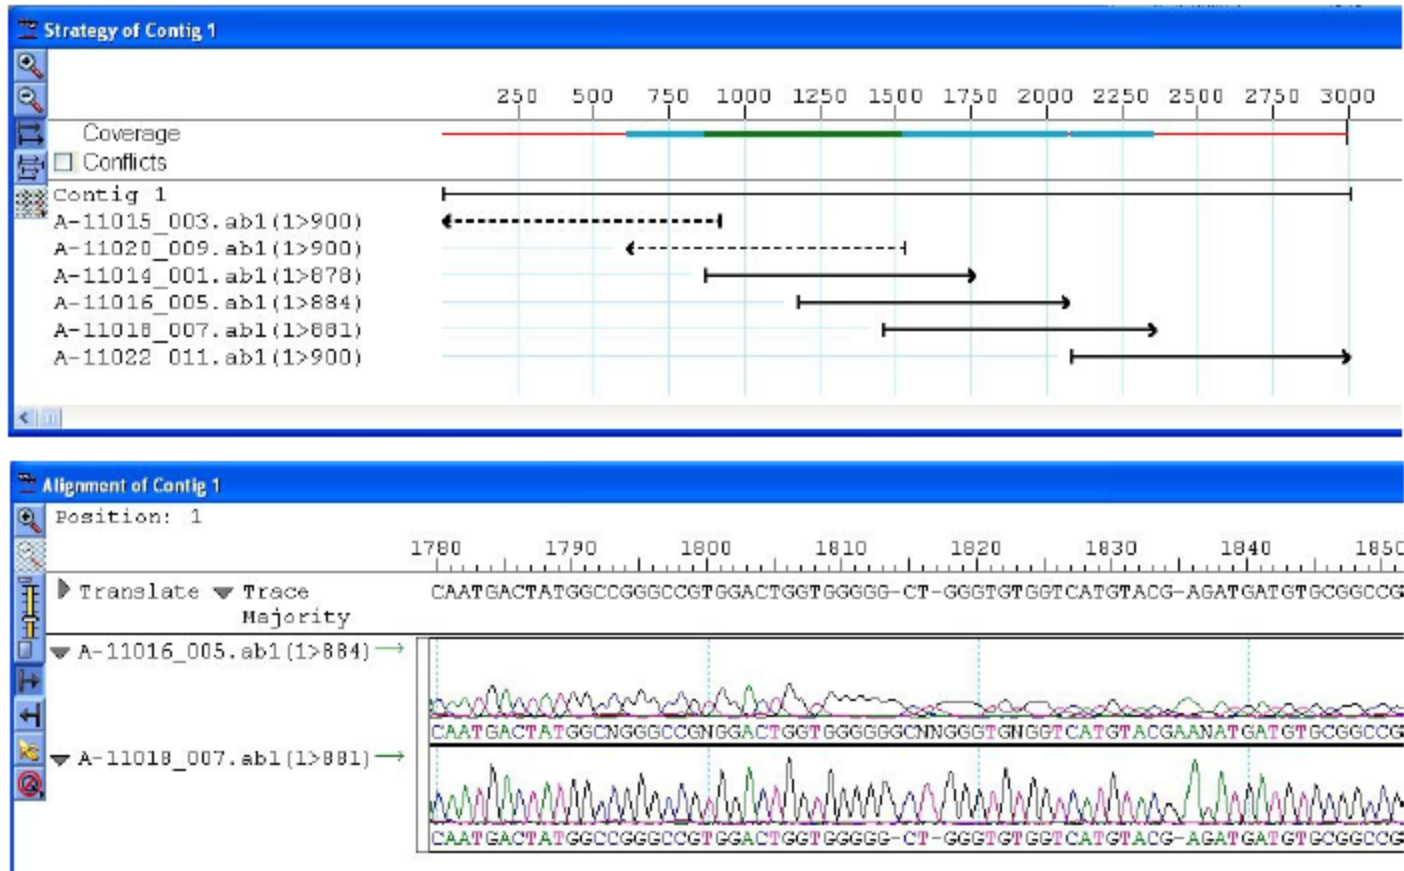 Strategy of Contig 1
250 500 750 1000 1250 1500 1750 2000 2250 2500 2750 3000
Coverage
Conflicts
Contig 1
A-11015_003.ab1(1>900)
A-11020_009.ab1(1>900)
A-11014_001.ab1(1>878)
A-11016_005.ab1(1>884)
A-11018_007.ab1(1>881)
A-11022_011.ab1(1>900)
Alignment of Contig 1
Position: 1
1780 1790 1800 1810 1820 1830 1840 1850
Translate Trace
CAATGACTATGGCCGGGCCGTGGACTGGTGGGGG-CT-GGGTGTGGTCATGTACG-AGATGATGTGCGGCCG
Majority
A-11016_005.ab1(1>884)
CAATGACTATGGCNGGGCCGNGGACTGGTGGGGGGCNNGGGTGNGGTCATGTACGAANATGATGTGCGGCCG
A-11018_007.ab1(1>881)
CAATGACTATGGCCGGGCCGTGGACTGGTGGGGG-CT-GGGTGTGGTCATGTACG-AGATGATGTGCGGCCG